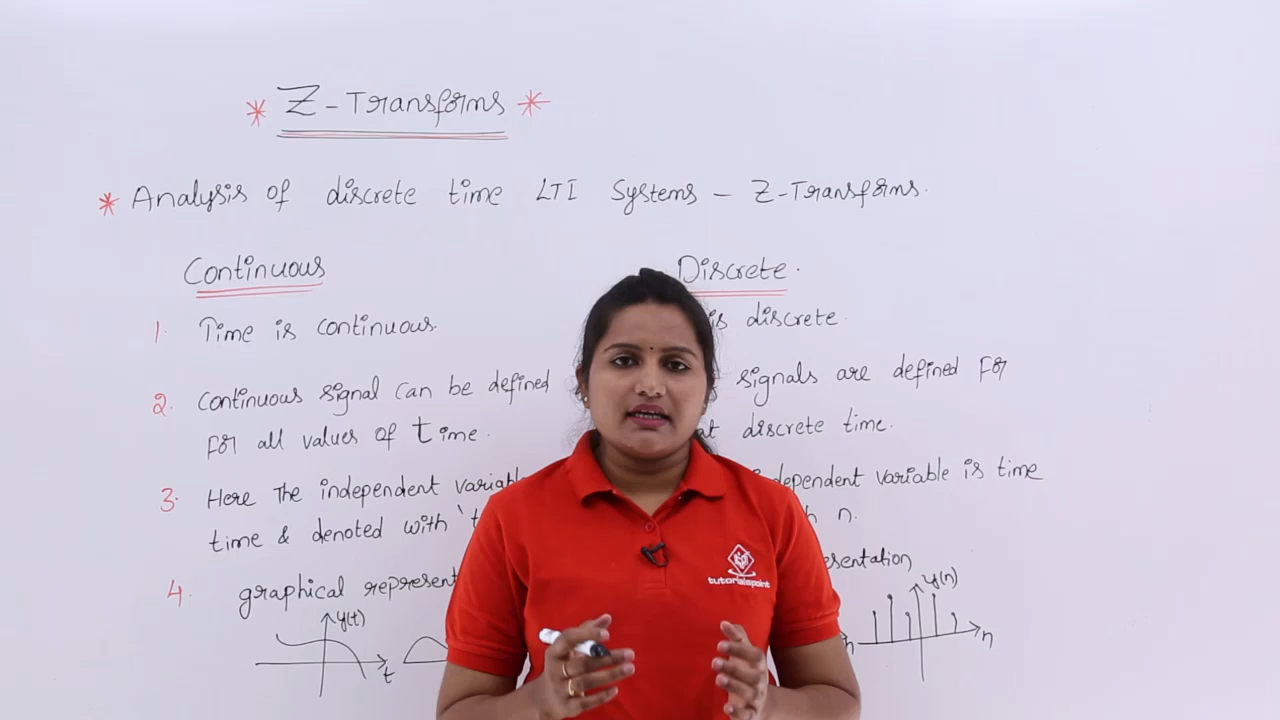 * Z-Transforms *
* Analysis of discrete time LTI Systems - Z-Transforms.
Continuous
Discrete.
1. Time is continuous.
is discrete.
2. Continuous signal can be defined
for all values of time.
signals are defined for
at discrete time.
3. Here The independent variable
time & denoted with 't
independent variable is time
n.
4. graphical represent
y(t)
t
y(n)
n
tutorialspoint